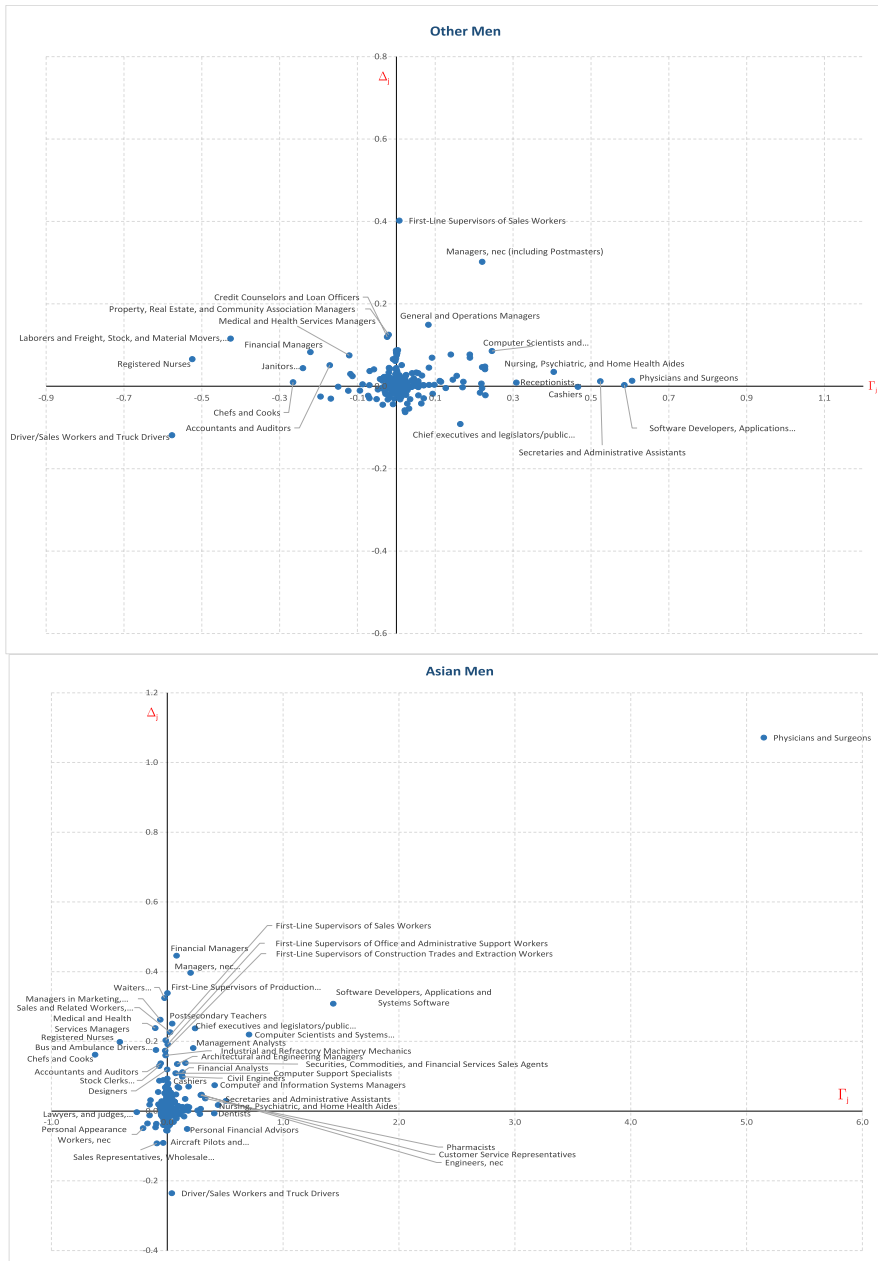 Other Men
0.8
Δj
0.6
0.4
First-Line Supervisors of Sales Workers
Managers, nec (including Postmasters)
Credit Counselors and Loan Officers
0.2
Property, Real Estate, and Community Association Managers
General and Operations Managers
Medical and Health Services Managers
Laborers and Freight, Stock, and Material Movers,...
Financial Managers
Computer Scientists and...
Registered Nurses
Janitors...
Nursing, Psychiatric, and Home Health Aides
Receptionists
Physicians and Surgeons
0.0
Γj
-0.9
-0.7
-0.5
-0.3
-0.1
0.1
0.3
0.5
0.7
0.9
1.1
Cashiers
Chefs and Cooks
Accountants and Auditors
Driver/Sales Workers and Truck Drivers
Chief executives and legislators/public...
Software Developers, Applications...
Secretaries and Administrative Assistants
-0.2
-0.4
-0.6
Asian Men
1.2
Δj
Physicians and Surgeons
1.0
0.8
0.6
First-Line Supervisors of Sales Workers
Financial Managers
First-Line Supervisors of Office and Administrative Support Workers
First-Line Supervisors of Construction Trades and Extraction Workers
Managers, nec...
0.4
Waiters...
First-Line Supervisors of Production...
Software Developers, Applications and
Systems Software
Managers in Marketing,...
Sales and Related Workers,...
Postsecondary Teachers
Medical and Health
Services Managers
Chief executives and legislators/public...
Registered Nurses
Computer Scientists and Systems...
0.2
Bus and Ambulance Drivers...
Management Analysts
Industrial and Refractory Machinery Mechanics
Chefs and Cooks
Architectural and Engineering Managers
Securities, Commodities, and Financial Services Sales Agents
Accountants and Auditors
Financial Analysts
Computer Support Specialists
Stock Clerks...
Cashiers
Civil Engineers
Designers
Computer and Information Systems Managers
Secretaries and Administrative Assistants
Nursing, Psychiatric, and Home Health Aides
Lawyers, and judges,...
0.0
Dentists
Γj
-1.0
1.0
2.0
3.0
4.0
5.0
6.0
Personal Appearance
Workers, nec
Personal Financial Advisors
Aircraft Pilots and...
Pharmacists
Sales Representatives, Wholesale...
Customer Service Representatives
Engineers, nec
-0.2
Driver/Sales Workers and Truck Drivers
-0.4